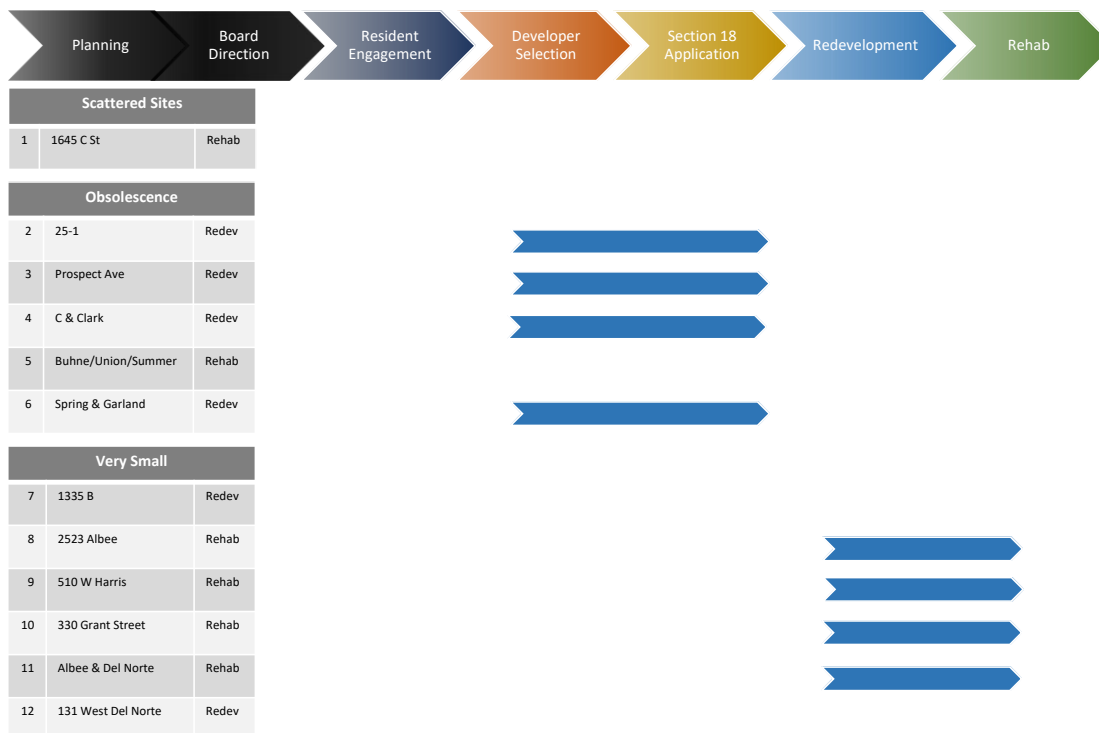 Planning
Board
Direction
Resident
Engagement
Developer
Selection
Section 18
Application
Redevelopment
Rehab
Scattered Sites
1 1645 C St Rehab
Obsolescence
2 25-1 Redev
3 Prospect Ave Redev
4 C & Clark Redev
5 Buhne/Union/Summer Rehab
6 Spring & Garland Redev
Very Small
7 1335 B Redev
8 2523 Albee Rehab
9 510 W Harris Rehab
10 330 Grant Street Rehab
11 Albee & Del Norte Rehab
12 131 West Del Norte Redev